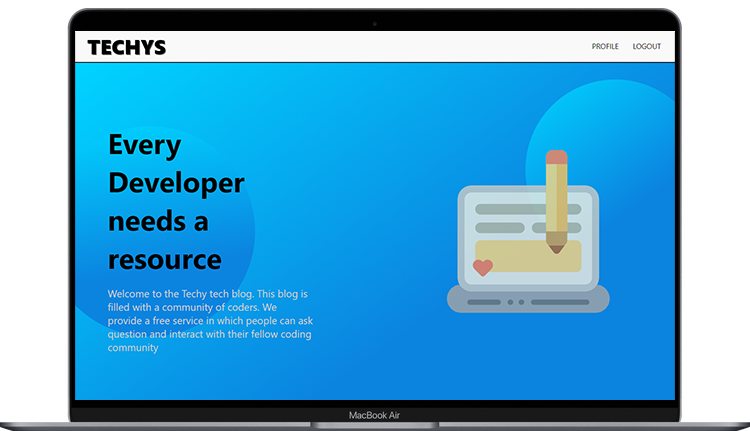 TECHYS
PROFILE LOGOUT
Every
Developer
needs a
resource
Welcome to the Techy tech blog. This blog is
filled with a community of coders. We
provide a free service in which people can ask
question and interact with their fellow coding
community
MacBook Air